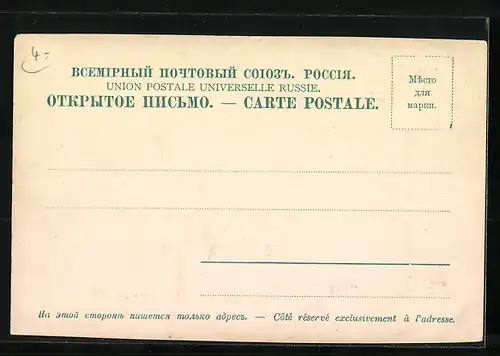 4=
ВСЕМІРНЫЙ ПОЧТОВЫЙ СОЮЗЪ. РОССІЯ.
UNION POSTALE UNIVERSELLE RUSSIE.
ОТКРЫТОЕ ПИСЬМО. — CARTE POSTALE.
Мѣсто
для
марки.
На этой сторонѣ пишется только адресъ. — Côté réservé exclusivement à l'adresse.